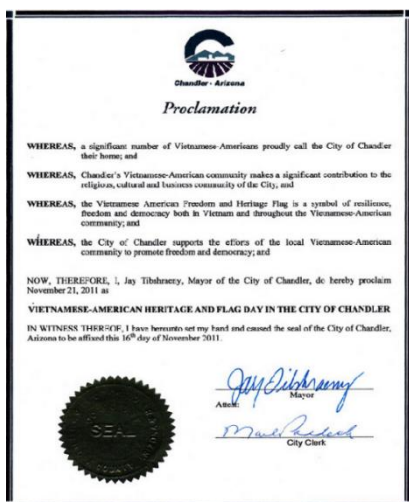 Chandler · Arizona
Proclamation
WHEREAS, a significant number of Vietnamese-Americans proudly call the City of Chandler
their home; and
WHEREAS, Chandler's Vietnamese-American community makes a significant contribution to the
religious, cultural and business community of the City; and
WHEREAS, the Vietnamese American Freedom and Heritage Flag is a symbol of resilience,
freedom and democracy both in Vietnam and throughout the Vietnamese-American
community; and
WHEREAS, the City of Chandler supports the efforts of the local Vietnamese-American
community to promote freedom and democracy; and
NOW, THEREFORE, I, Jay Tibshraeny, Mayor of the City of Chandler, do hereby proclaim
November 21, 2011 as
VIETNAMESE-AMERICAN HERITAGE AND FLAG DAY IN THE CITY OF CHANDLER
IN WITNESS THEREOF, I have hereunto set my hand and caused the seal of the City of Chandler,
Arizona to be affixed this 16th day of November 2011.
Jay Tibshraeny
Mayor
Attest:
City Clerk
SEAL